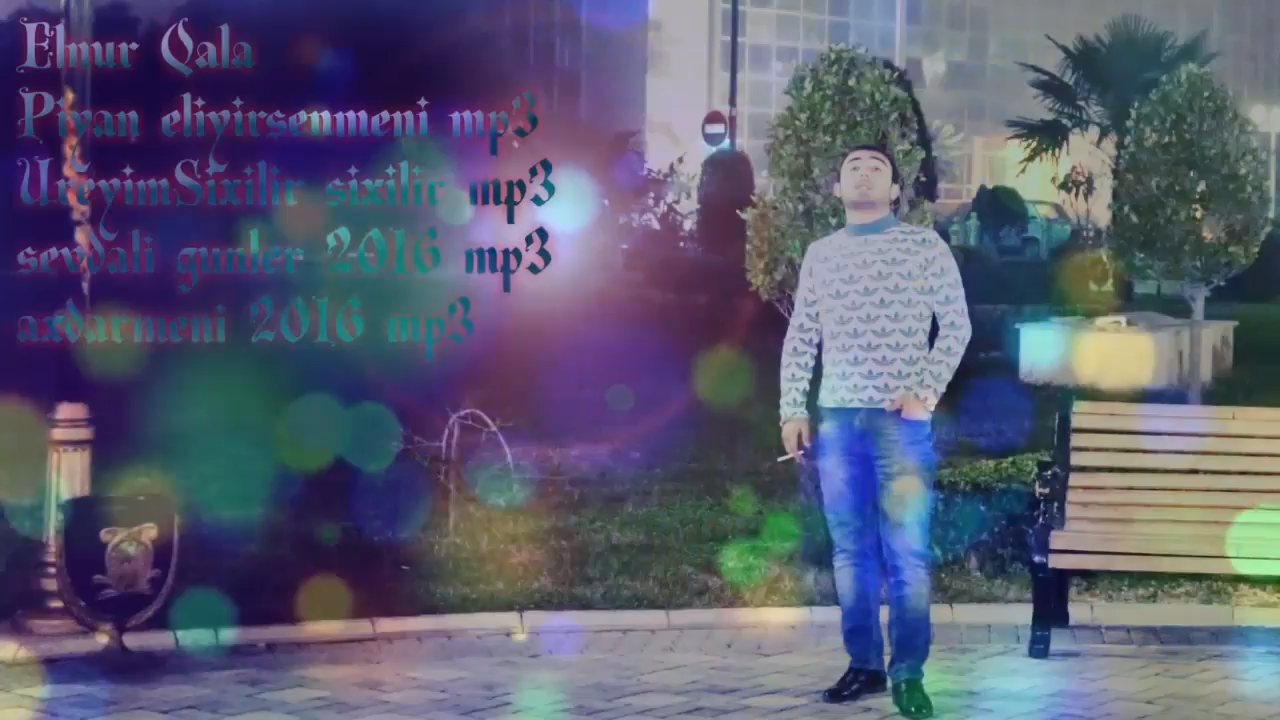 Elnur Qala
Piyan eliyirsenmeni mp3
UreyimSixilir sixilir mp3
sevdali gunler 2016 mp3
axdarmeni 2016 mp3